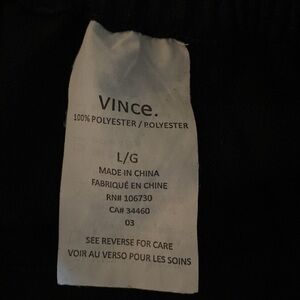 VINCE.
100% POLYESTER / POLYESTER
L/G
MADE IN CHINA
FABRIQUÉ EN CHINE
RN# 106730
CA# 34460
03
SEE REVERSE FOR CARE
VOIR AU VERSO POUR LES SOINS